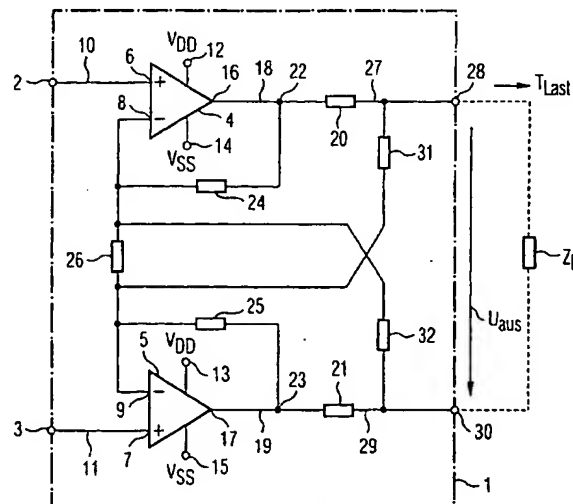 V_DD 12
10 6 16 18 22 27 28 T_Last
2
8 4 20
V_SS 14 31
24
26 Z
25 U_aus
32
5 V_DD 13 23 21
9 17 19 29 30
3
11 7 V_SS 15 1